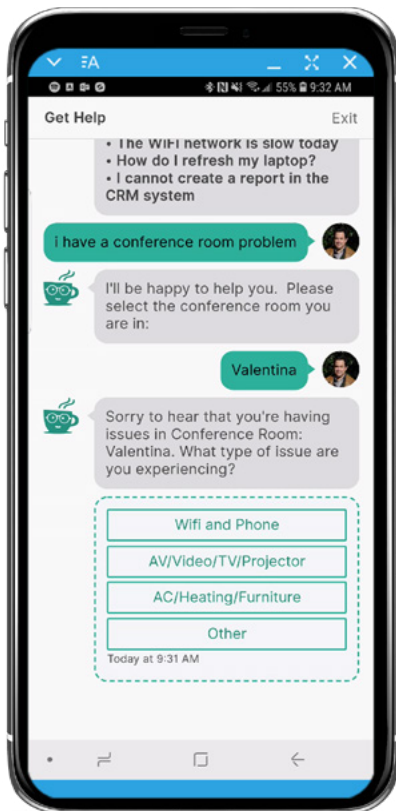 55% 9:32 AM
Get Help
Exit
• The WiFi network is slow today
• How do I refresh my laptop?
• I cannot create a report in the
CRM system
i have a conference room problem
I'll be happy to help you. Please
select the conference room you
are in:
Valentina
Sorry to hear that you're having
issues in Conference Room:
Valentina. What type of issue are
you experiencing?
Wifi and Phone
AV/Video/TV/Projector
AC/Heating/Furniture
Other
Today at 9:31 AM